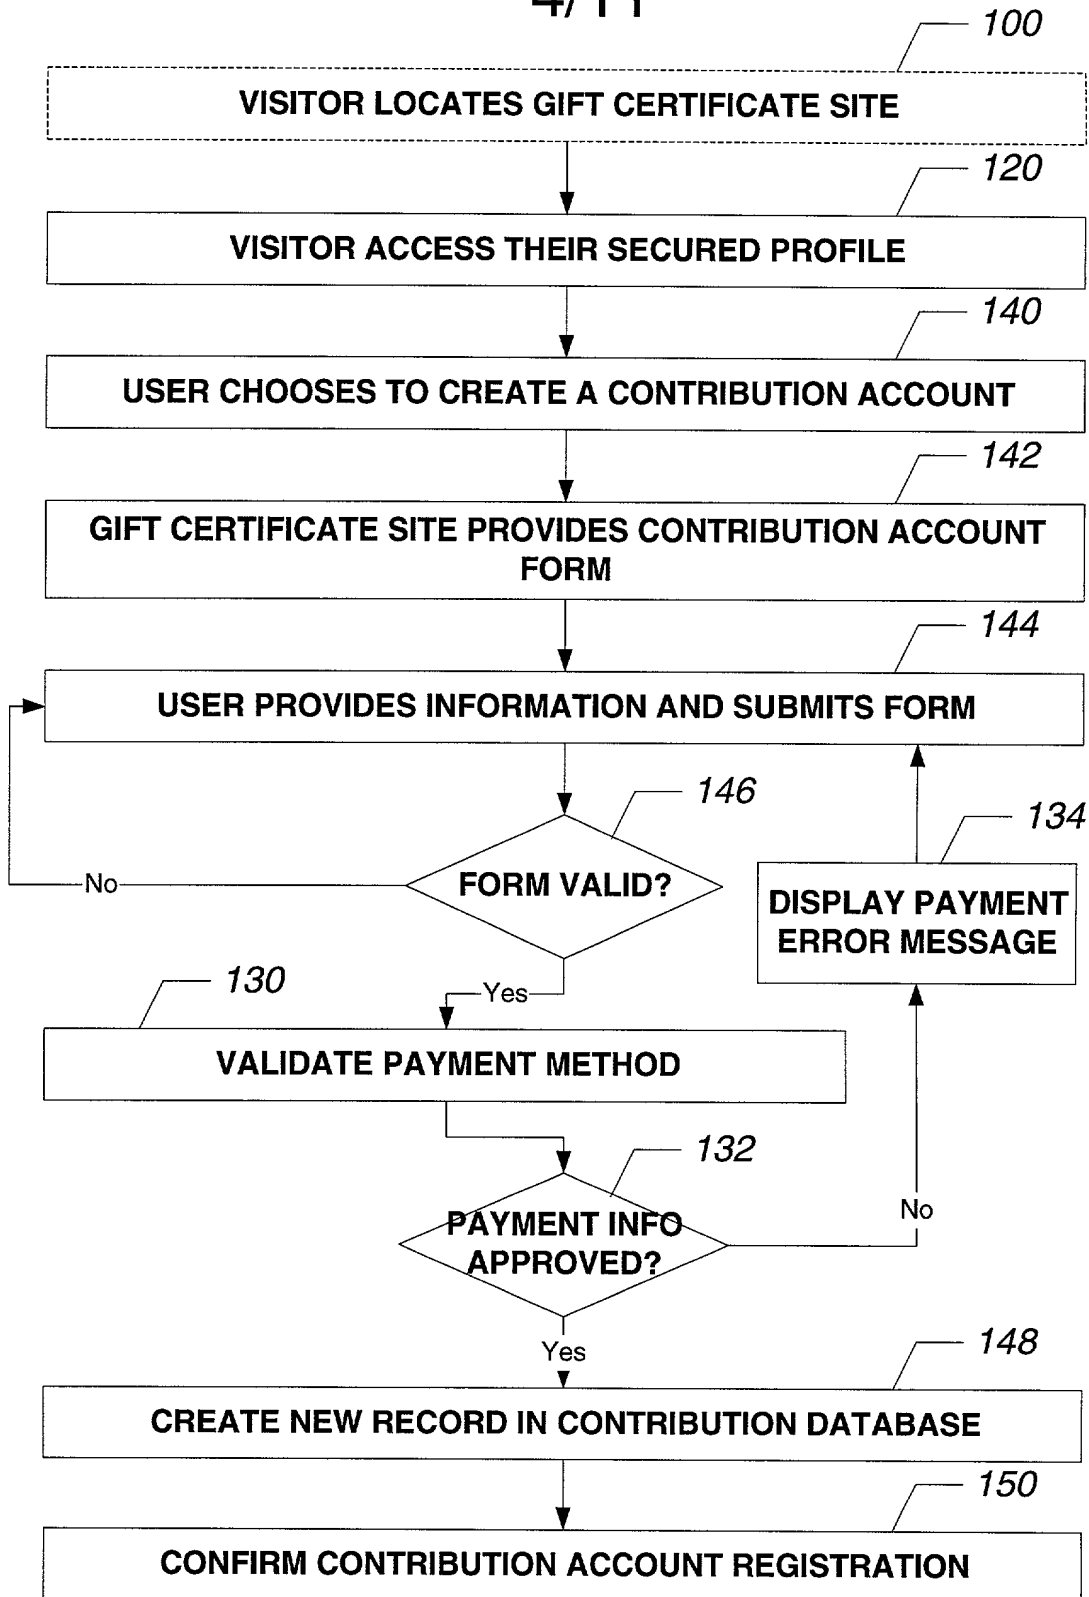 100
VISITOR LOCATES GIFT CERTIFICATE SITE
120
VISITOR ACCESS THEIR SECURED PROFILE
140
USER CHOOSES TO CREATE A CONTRIBUTION ACCOUNT
142
GIFT CERTIFICATE SITE PROVIDES CONTRIBUTION ACCOUNT
FORM
144
USER PROVIDES INFORMATION AND SUBMITS FORM
146
134
No
FORM VALID?
DISPLAY PAYMENT
ERROR MESSAGE
130
Yes
VALIDATE PAYMENT METHOD
132
PAYMENT INFO
APPROVED?
No
Yes
148
CREATE NEW RECORD IN CONTRIBUTION DATABASE
150
CONFIRM CONTRIBUTION ACCOUNT REGISTRATION